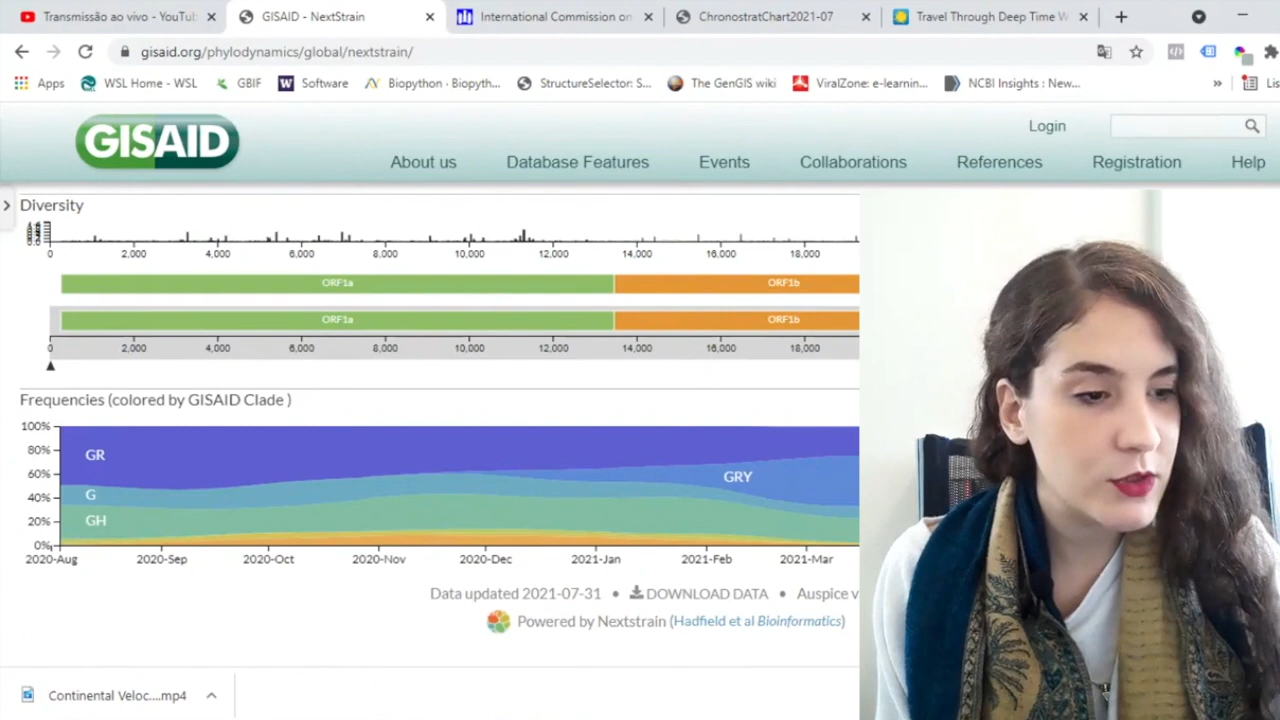 Transmissão ao vivo - YouTu
GISAID - NextStrain
International Commission on
ChronostratChart2021-07
Travel Through Deep Time W
gisaid.org/phylodynamics/global/nextstrain/
Apps
WSL Home - WSL
GBIF
Software
Biopython · Biopyth...
StructureSelector: S...
The GenGIS wiki
ViralZone: e-learnin...
NCBI Insights : New...
»
Lis
GISAID
Login
About us
Database Features
Events
Collaborations
References
Registration
Help
Diversity
0 2,000 4,000 6,000 8,000 10,000 12,000 14,000 16,000 18,000
ORF1a ORF1b
ORF1a ORF1b
0 2,000 4,000 6,000 8,000 10,000 12,000 14,000 16,000 18,000
Frequencies (colored by GISAID Clade )
100%
80%
60%
40%
20%
0%
GR
G
GH
GRY
2020-Aug 2020-Sep 2020-Oct 2020-Nov 2020-Dec 2021-Jan 2021-Feb 2021-Mar
Data updated 2021-07-31 • DOWNLOAD DATA • Auspice v
Powered by Nextstrain (Hadfield et al Bioinformatics)
Continental Veloc....mp4